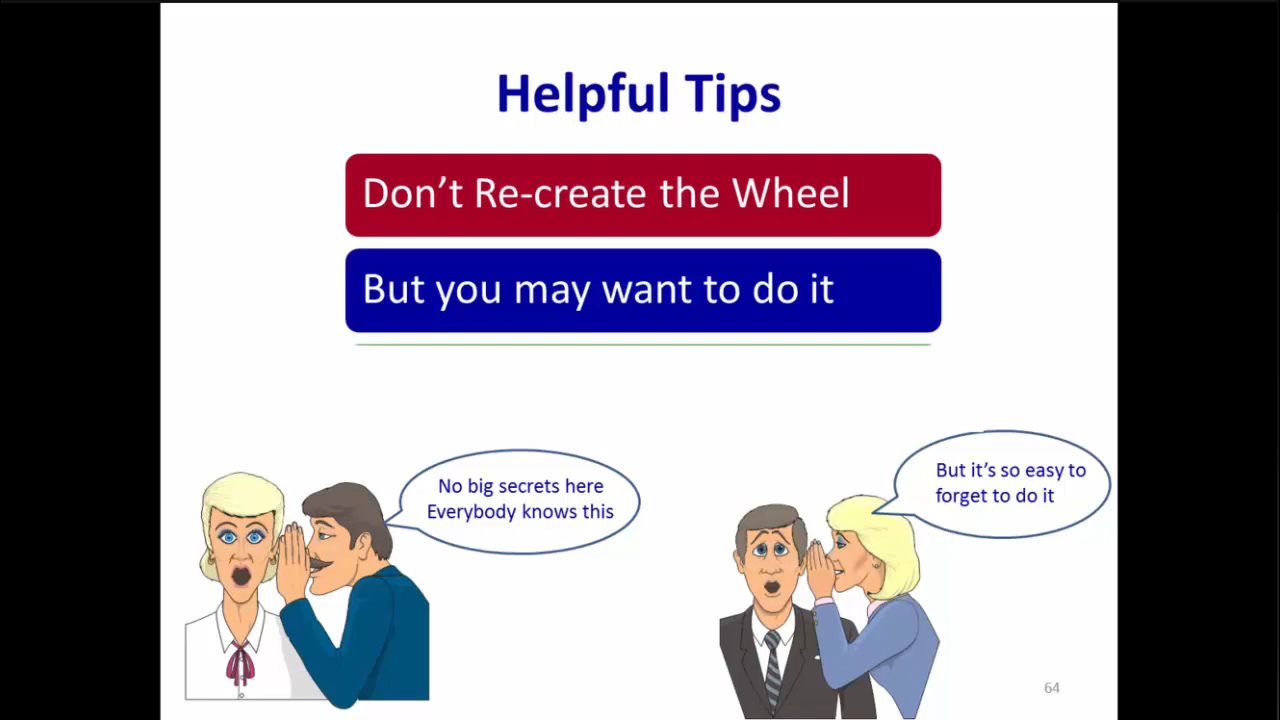 Helpful Tips
Don’t Re-create the Wheel
But you may want to do it
No big secrets here
Everybody knows this
But it’s so easy to
forget to do it
64